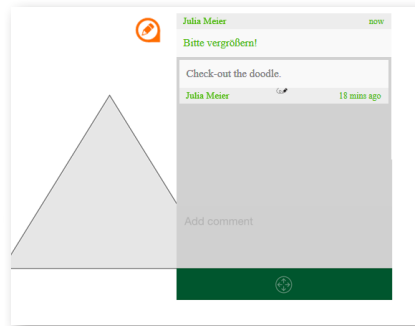 Julia Meier now
Bitte vergrößern!
Check-out the doodle.
Julia Meier 18 mins ago
Add comment